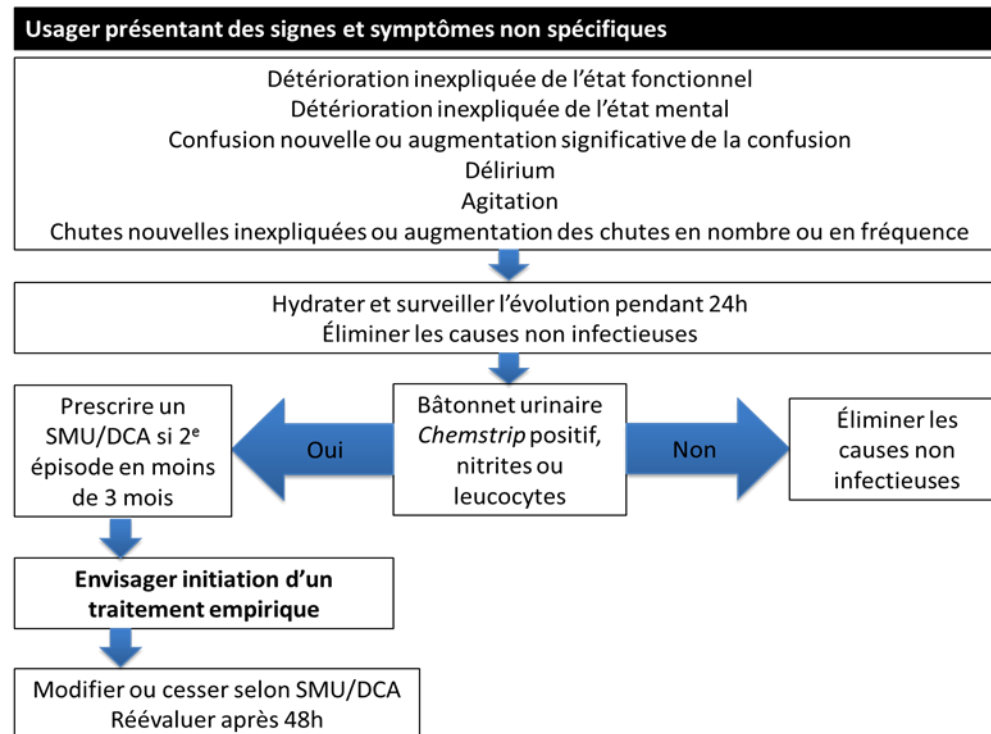 Usager présentant des signes et symptômes non spécifiques
Détérioration inexpliquée de l'état fonctionnel
Détérioration inexpliquée de l'état mental
Confusion nouvelle ou augmentation significative de la confusion
Délirium
Agitation
Chutes nouvelles inexpliquées ou augmentation des chutes en nombre ou en fréquence
Hydrater et surveiller l'évolution pendant 24h
Éliminer les causes non infectieuses
Prescrire un
SMU/DCA si 2e
épisode en moins
de 3 mois
Oui
Bâtonnet urinaire
Chemstrip positif,
nitrites ou
leucocytes
Non
Éliminer les
causes non
infectieuses
Envisager initiation d'un
traitement empirique
Modifier ou cesser selon SMU/DCA
Réévaluer après 48h